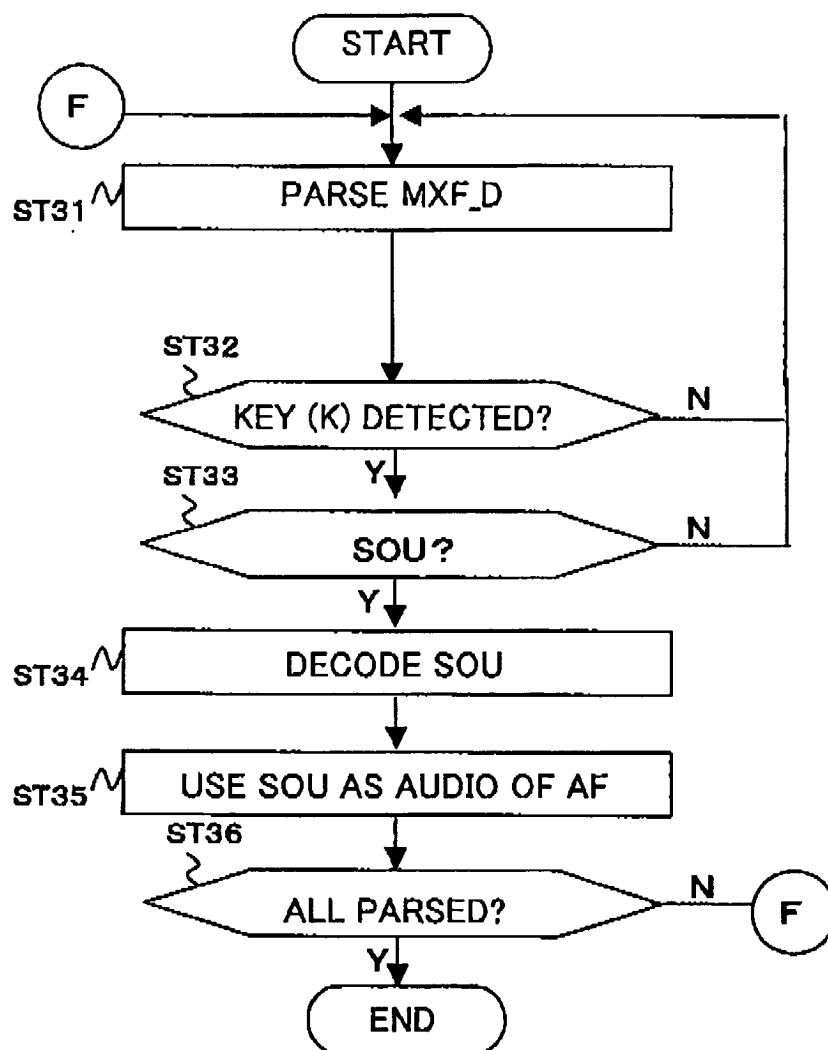 START
F
ST31
PARSE MXF_D
ST32
KEY (K) DETECTED?
N
Y
ST33
SOU?
N
Y
ST34
DECODE SOU
ST35
USE SOU AS AUDIO OF AF
ST36
ALL PARSED?
N
F
Y
END